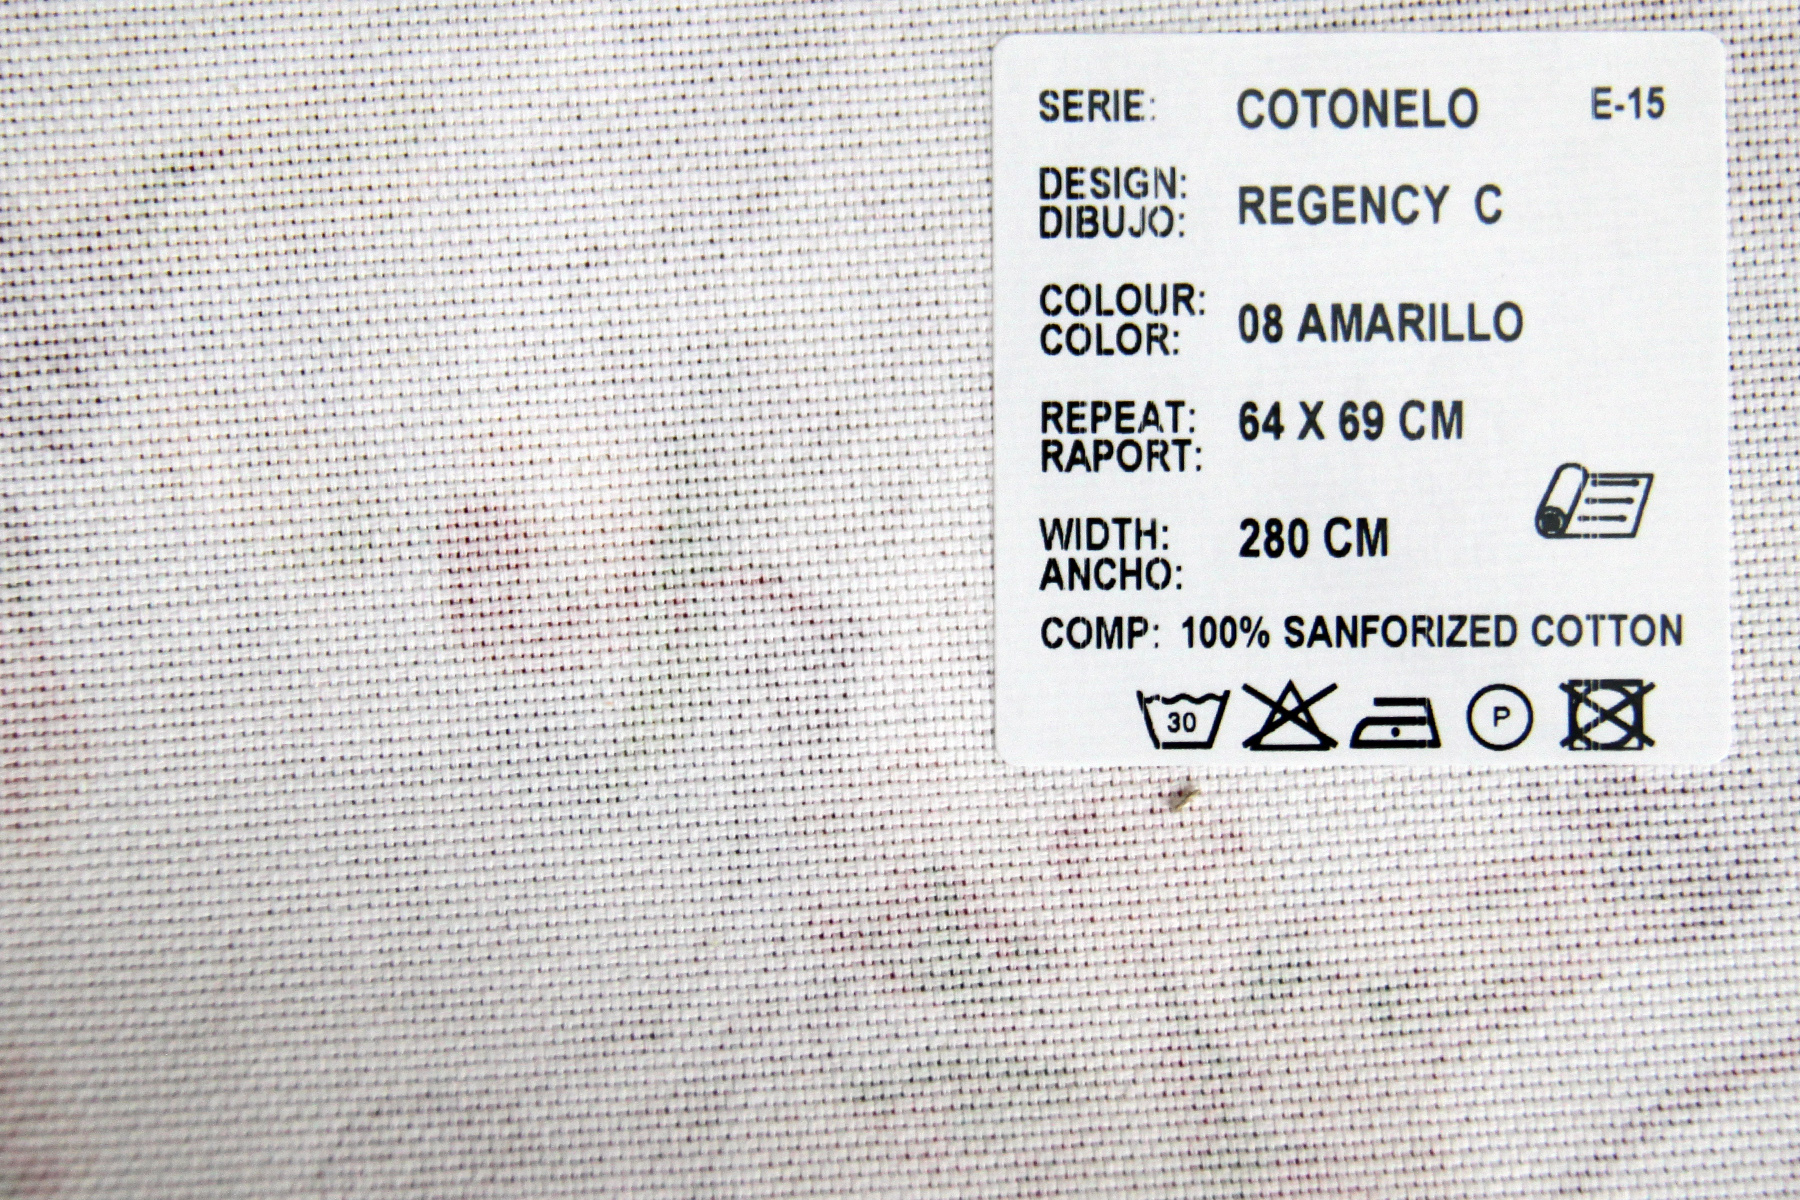 SERIE: COTONELO E-15
DESIGN:
DIBUJO: REGENCY C
COLOUR:
COLOR: 08 AMARILLO
REPEAT: 64 X 69 CM
RAPORT:
WIDTH: 280 CM
ANCHO:
COMP: 100% SANFORIZED COTTON
30 P